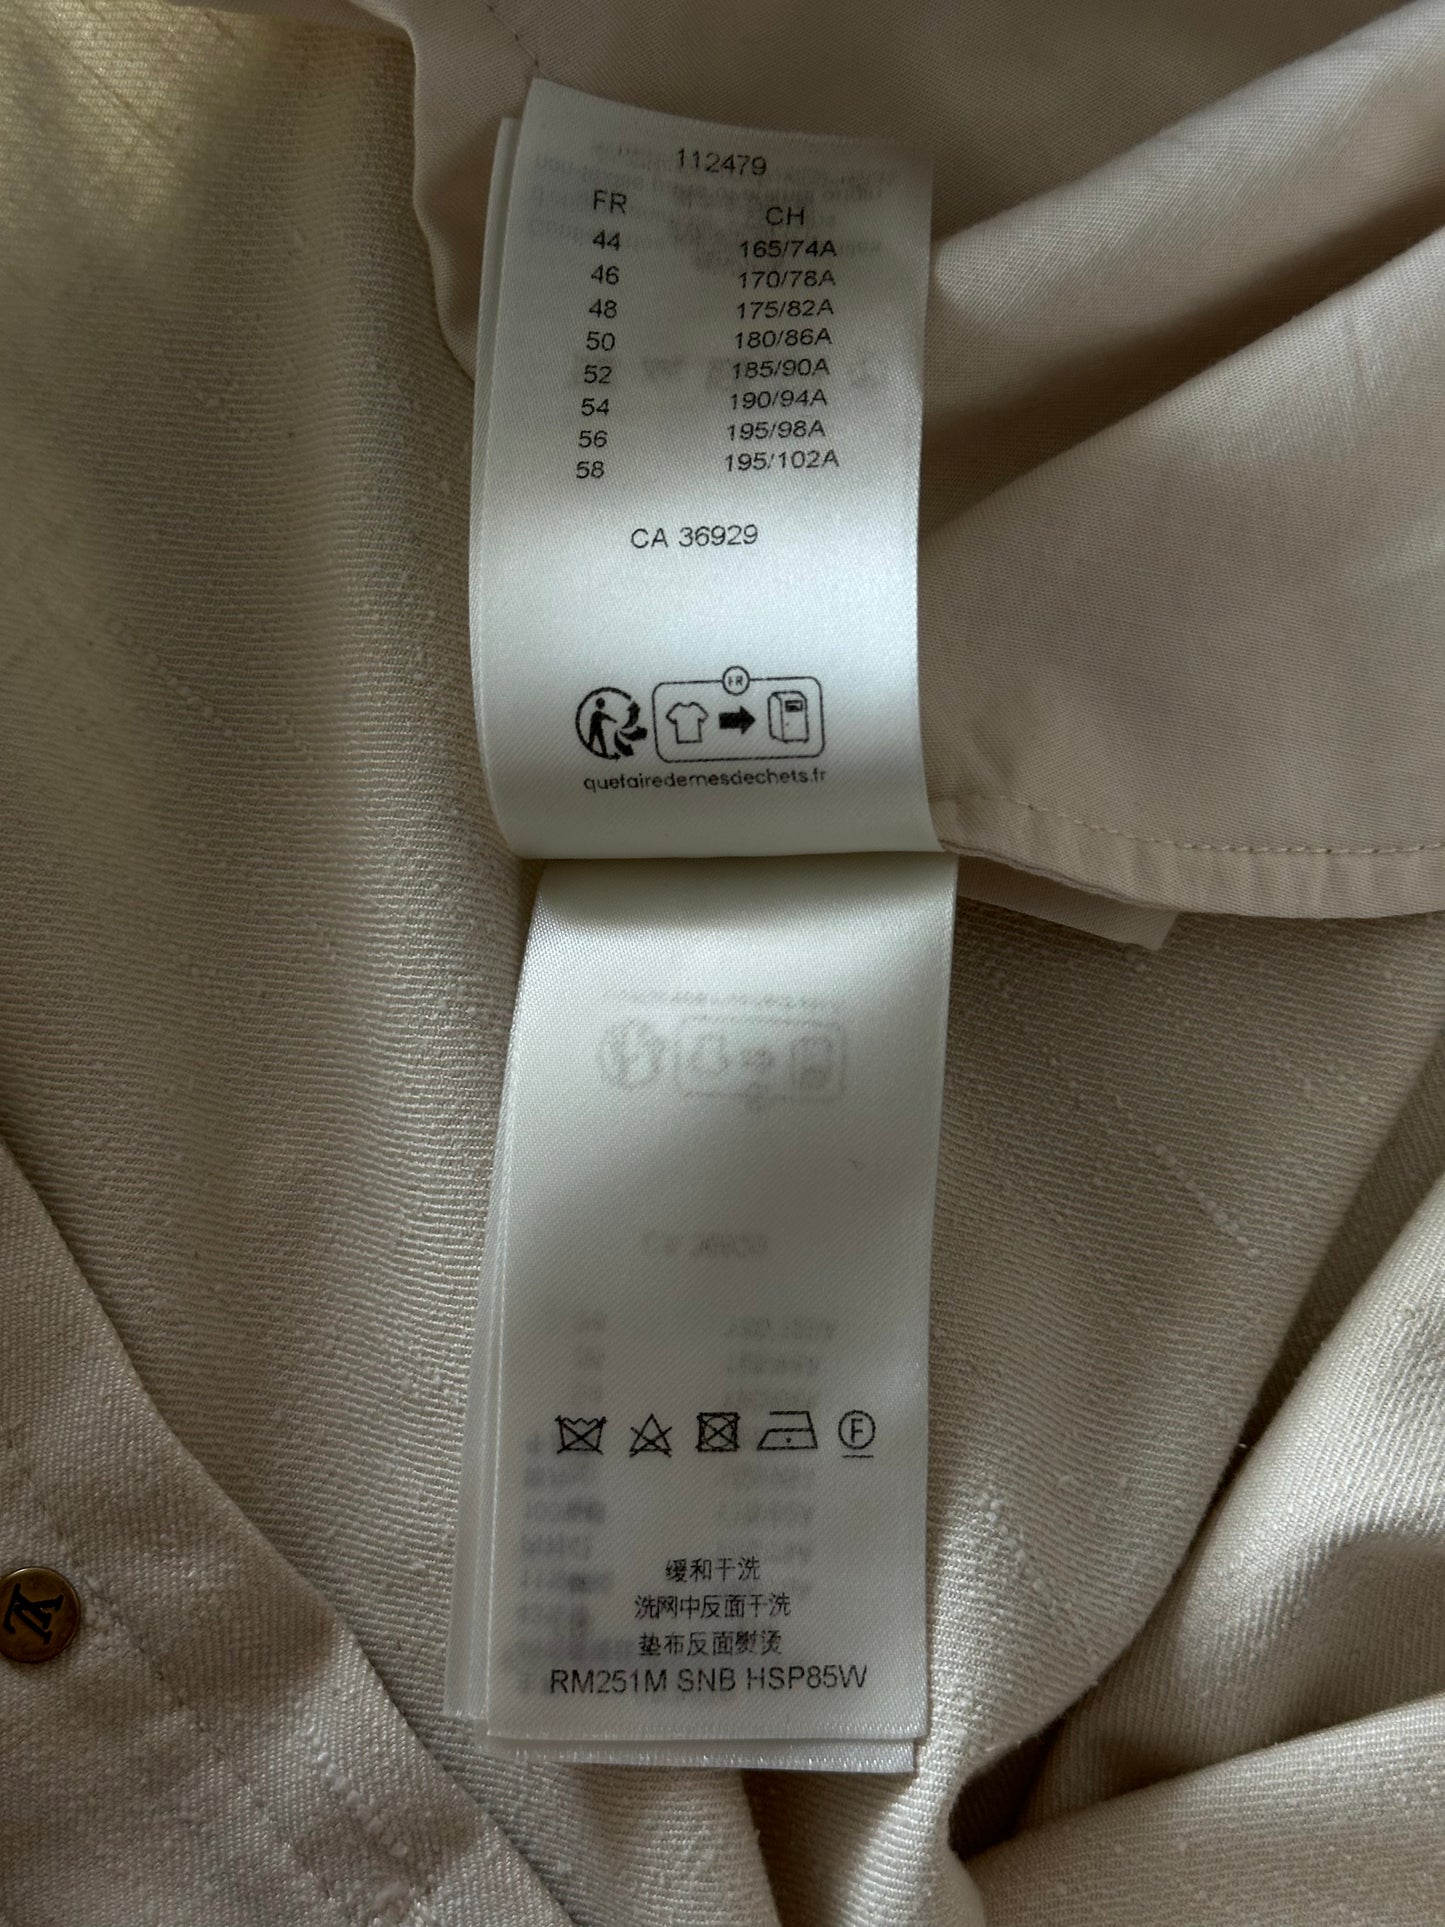 112479
FR CH
44 165/74A
46 170/78A
48 175/82A
50 180/86A
52 185/90A
54 190/94A
56 195/98A
58 195/102A
CA 36929
FR
quefairedemesdechets.fr
F
缓和干洗
洗网中反面干洗
垫布反面熨烫
RM251M SNB HSP85W
LV